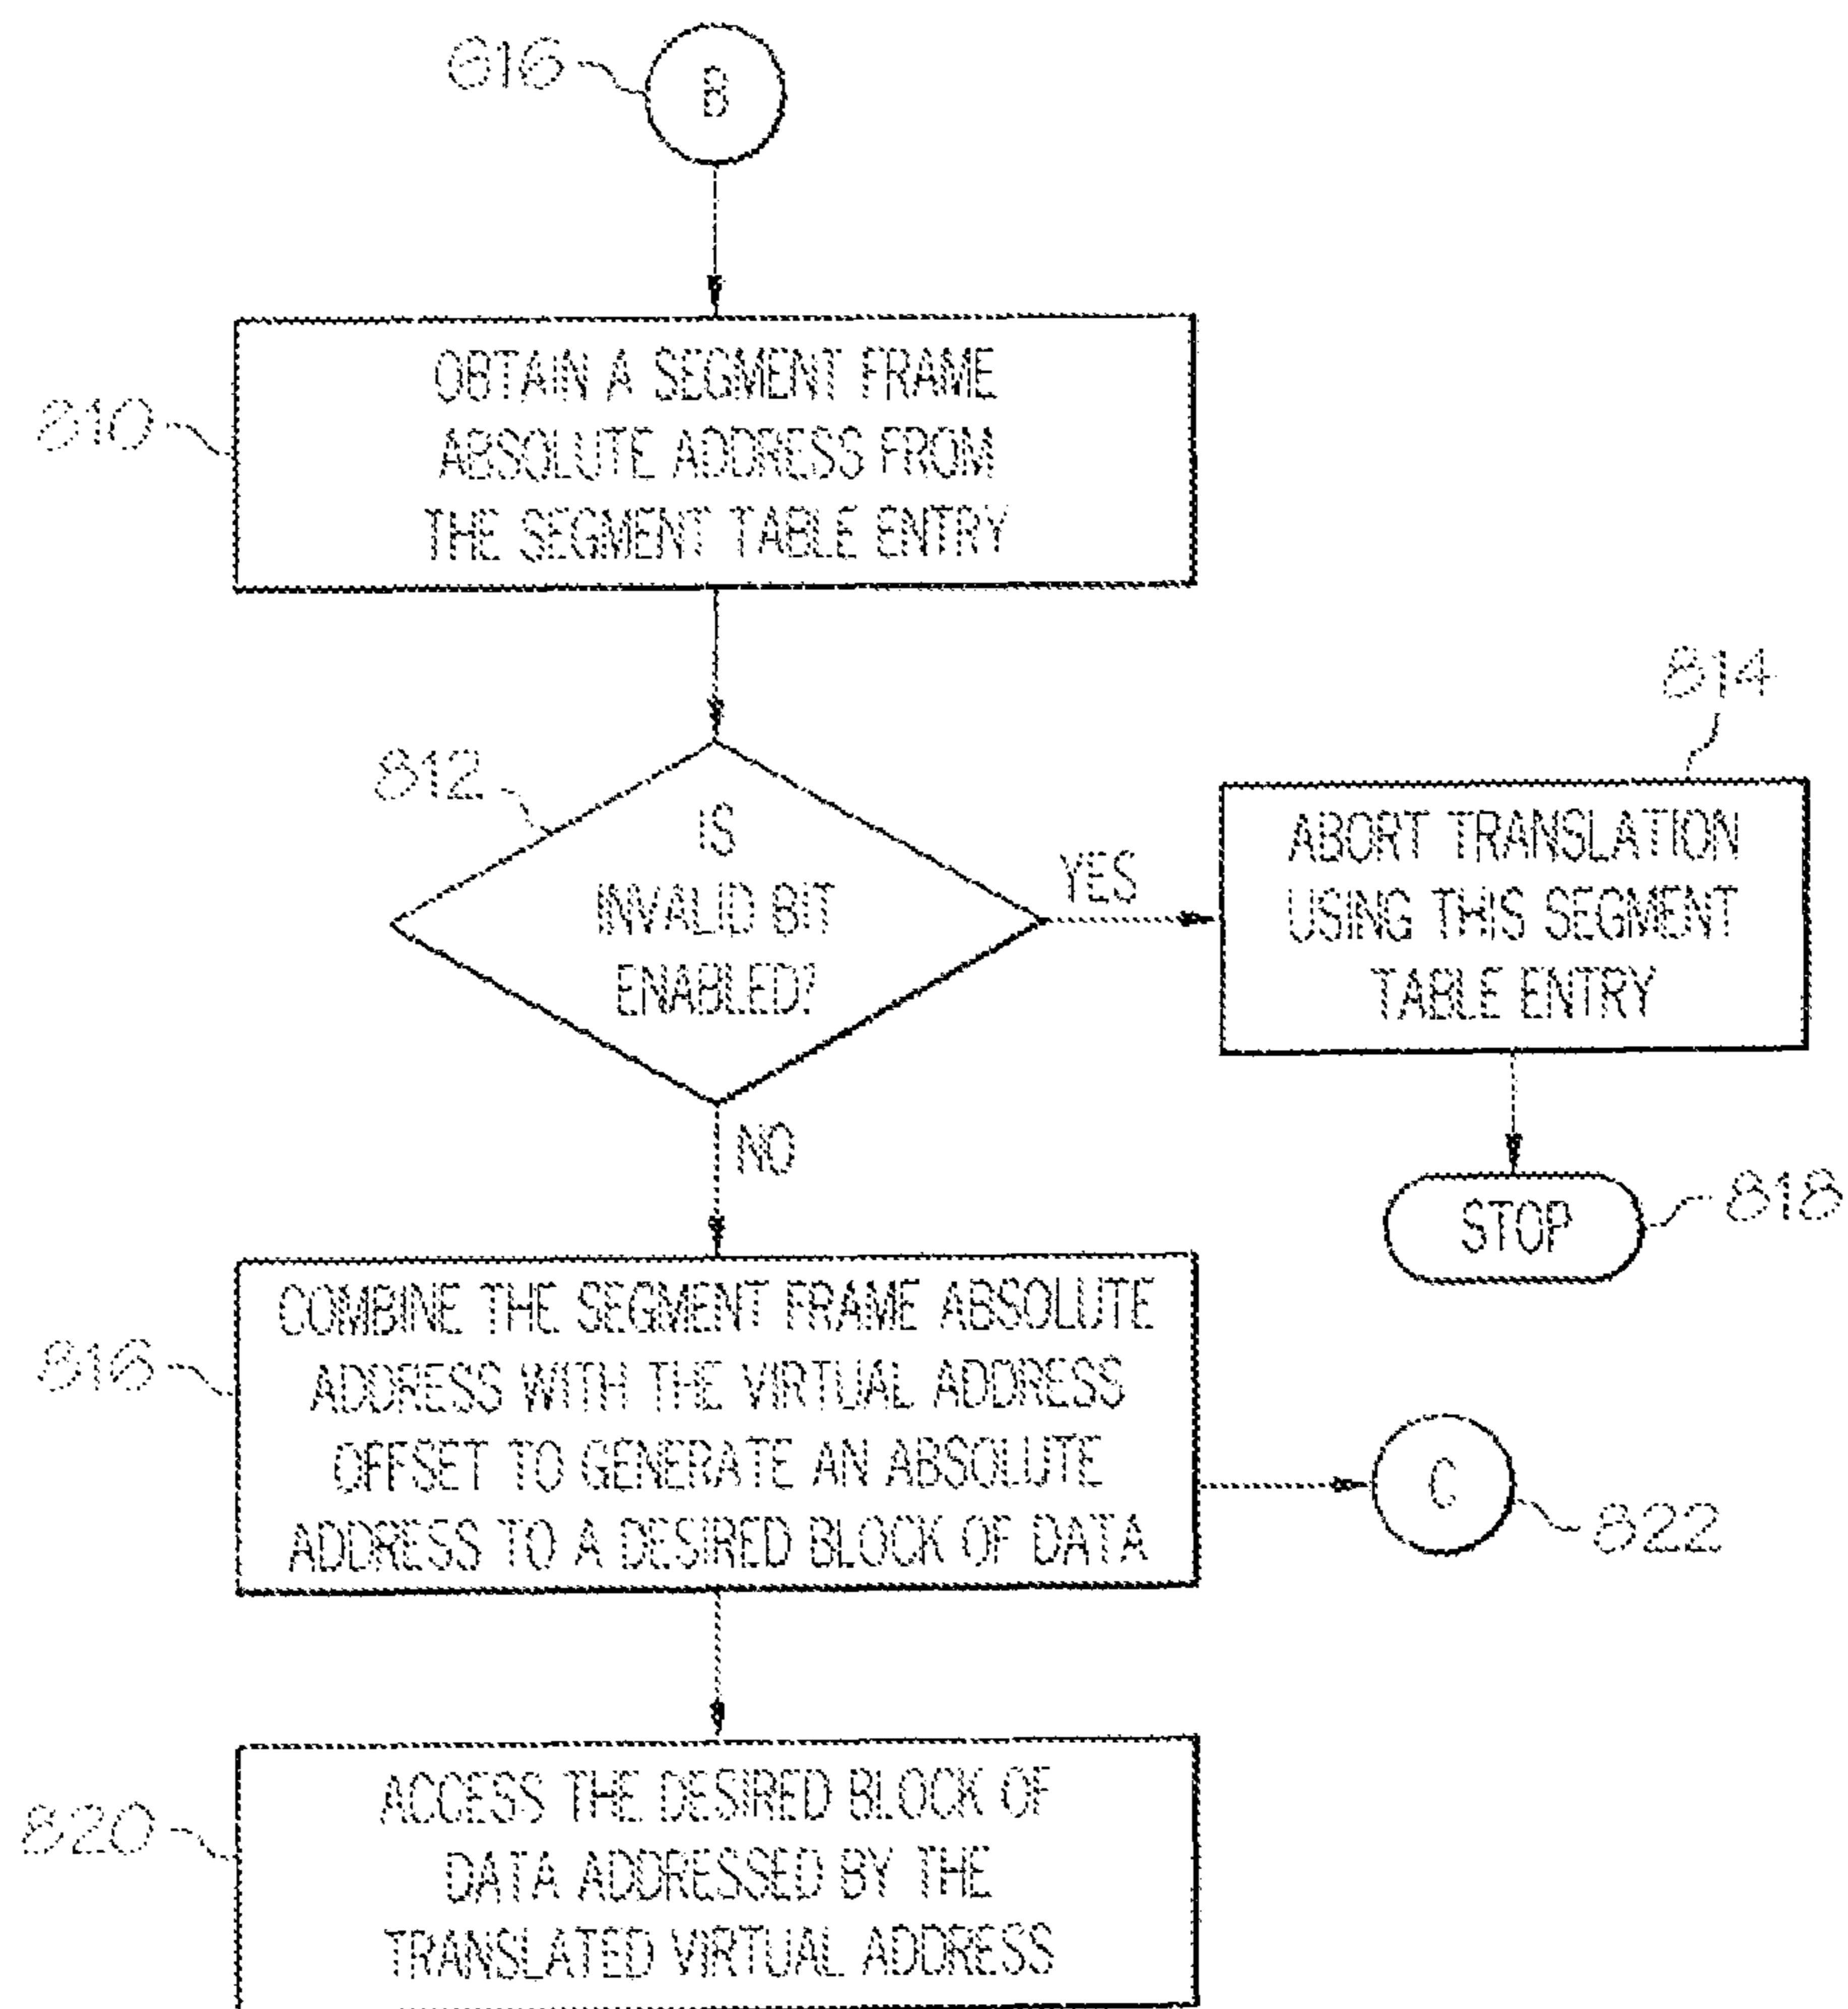 616
B
810
OBTAIN A SEGMENT FRAME
ABSOLUTE ADDRESS FROM
THE SEGMENT TABLE ENTRY
812
IS
INVALID BIT
ENABLED?
YES
814
ABORT TRANSLATION
USING THIS SEGMENT
TABLE ENTRY
STOP
818
NO
816
COMBINE THE SEGMENT FRAME ABSOLUTE
ADDRESS WITH THE VIRTUAL ADDRESS
OFFSET TO GENERATE AN ABSOLUTE
ADDRESS TO A DESIRED BLOCK OF DATA
C
822
820
ACCESS THE DESIRED BLOCK OF
DATA ADDRESSED BY THE
TRANSLATED VIRTUAL ADDRESS